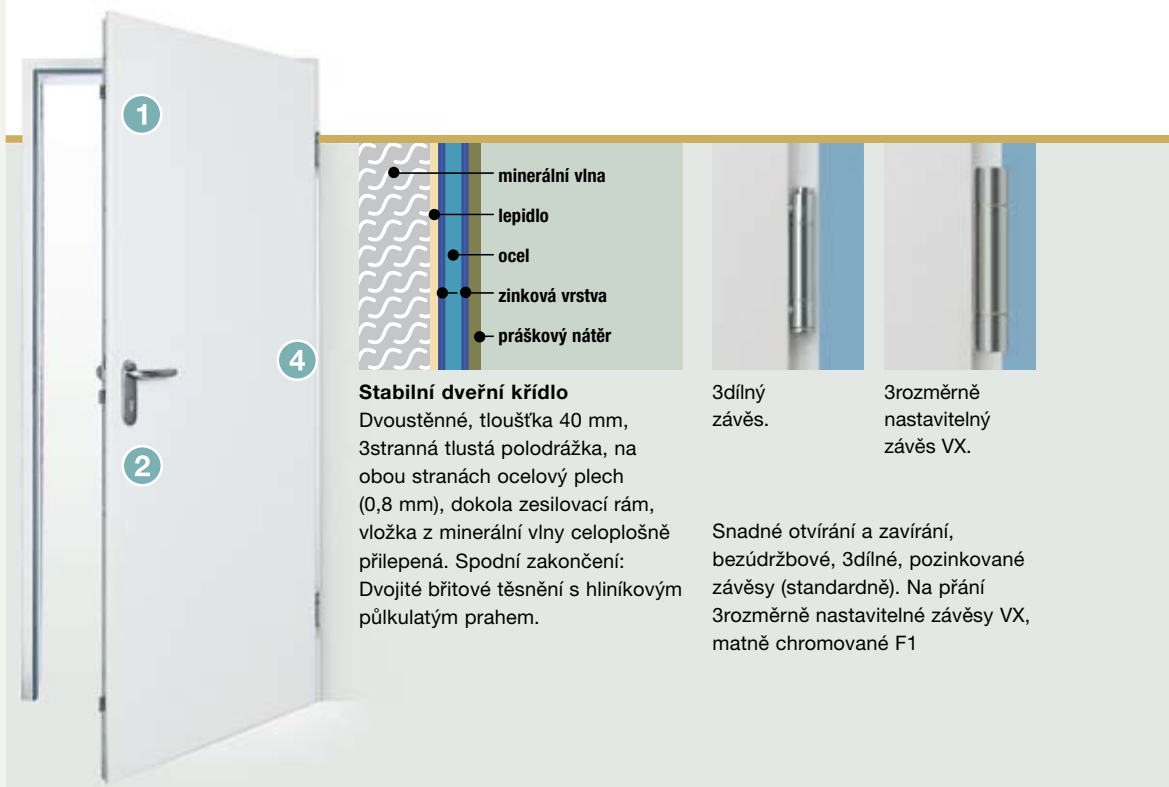 1
4
2
minerální vlna
lepidlo
ocel
zinková vrstva
práškový nátěr
Stabilní dveřní křídlo
Dvoustěnné, tloušťka 40 mm,
3stranná tlustá polodrážka, na
obou stranách ocelový plech
(0,8 mm), dokola zesilovací rám,
vložka z minerální vlny celoplošně
přilepená. Spodní zakončení:
Dvojité břitové těsnění s hliníkovým
půlkulatým prahem.
3dílný
závěs.
3rozměrně
nastavitelný
závěs VX.
Snadné otvírání a zavírání,
bezúdržbové, 3dílné, pozinkované
závěsy (standardně). Na přání
3rozměrně nastavitelné závěsy VX,
matně chromované F1